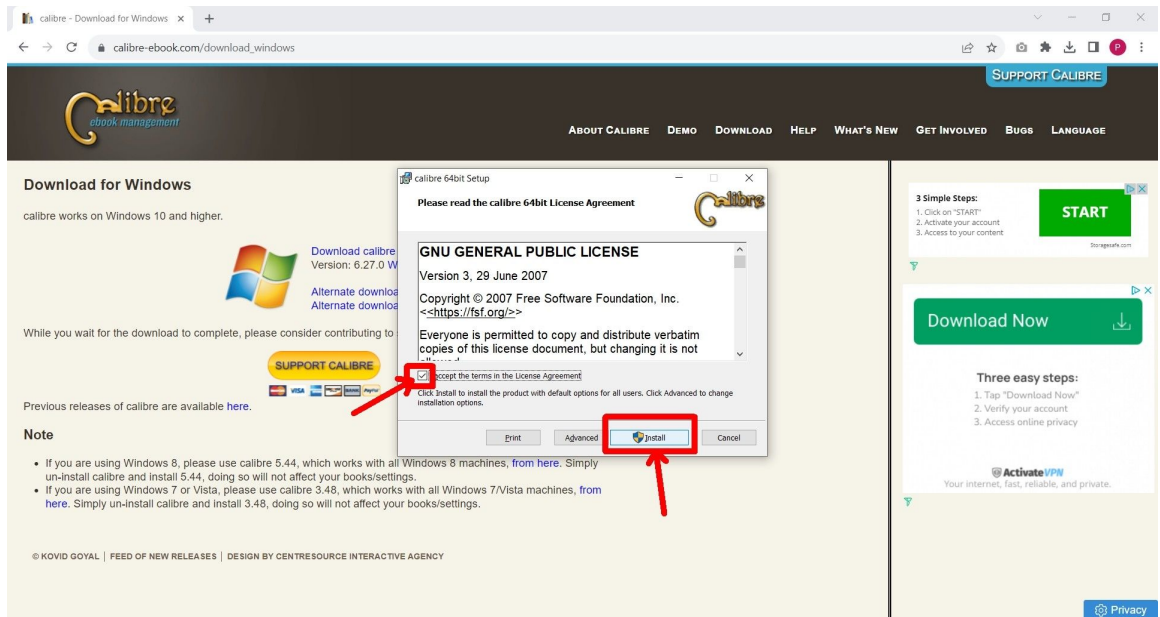 calibre - Download for Windows
calibre-ebook.com/download_windows
P
SUPPORT CALIBRE
Calibre
ebook management
ABOUT CALIBRE DEMO DOWNLOAD HELP WHAT'S NEW GET INVOLVED BUGS LANGUAGE
Download for Windows
calibre works on Windows 10 and higher.
Download calibre
Version: 6.27.0 W
Alternate downloa
Alternate downloa
While you wait for the download to complete, please consider contributing to
SUPPORT CALIBRE
VISA
PayPal
Previous releases of calibre are available here.
Note
If you are using Windows 8, please use calibre 5.44, which works with all Windows 8 machines, from here. Simply
un-install calibre and install 5.44, doing so will not affect your books/settings.
If you are using Windows 7 or Vista, please use calibre 3.48, which works with all Windows 7/Vista machines, from
here. Simply un-install calibre and install 3.48, doing so will not affect your books/settings.
© KOVID GOYAL | FEED OF NEW RELEASES | DESIGN BY CENTRESOURCE INTERACTIVE AGENCY
calibre 64bit Setup
Please read the calibre 64bit License Agreement
Calibre
GNU GENERAL PUBLIC LICENSE
Version 3, 29 June 2007
Copyright © 2007 Free Software Foundation, Inc.
<<https://fsf.org/>>
Everyone is permitted to copy and distribute verbatim
copies of this license document, but changing it is not
allowed
accept the terms in the License Agreement
Click Install to install the product with default options for all users. Click Advanced to change
installation options.
Print
Advanced
Install
Cancel
3 Simple Steps:
1. Click on "START"
2. Activate your account
3. Access to your content
START
Storagesafe.com
Download Now
Three easy steps:
1. Tap "Download Now"
2. Verify your account
3. Access online privacy
ActivateVPN
Your internet, fast, reliable, and private.
Privacy